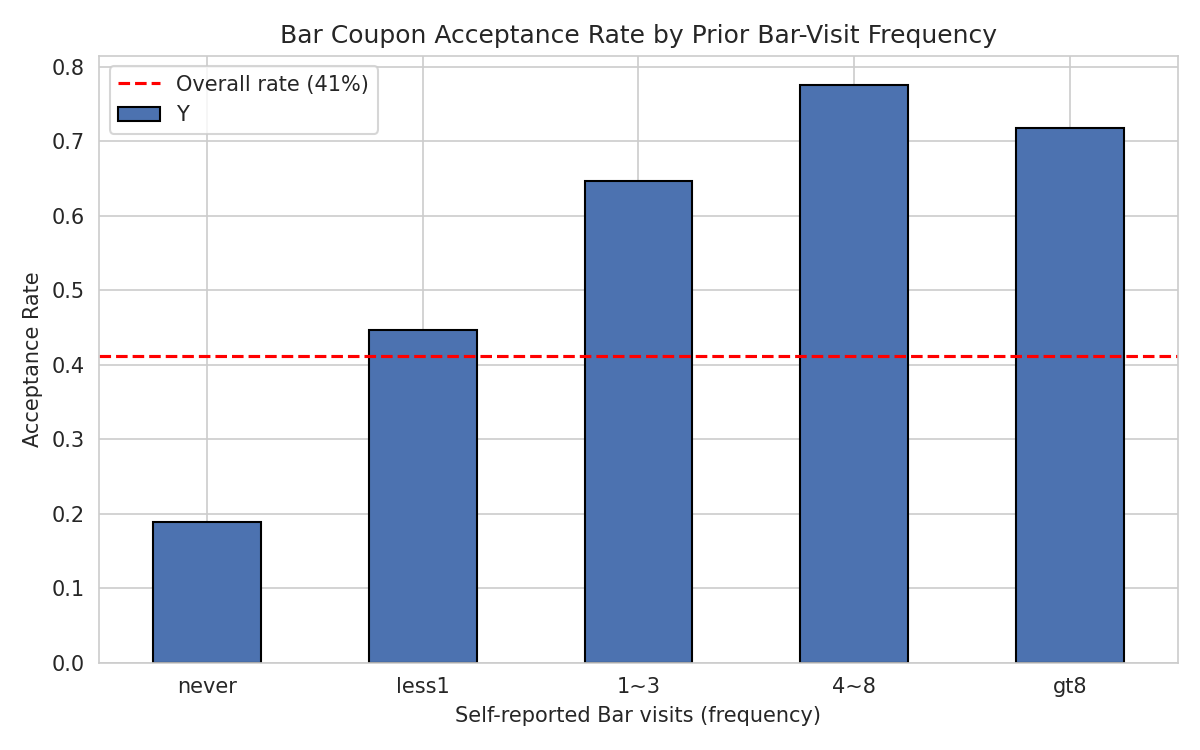 Bar Coupon Acceptance Rate by Prior Bar-Visit Frequency
Overall rate (41%)
Y
Acceptance Rate
0.8
0.7
0.6
0.5
0.4
0.3
0.2
0.1
0.0
never less1 1~3 4~8 gt8
Self-reported Bar visits (frequency)